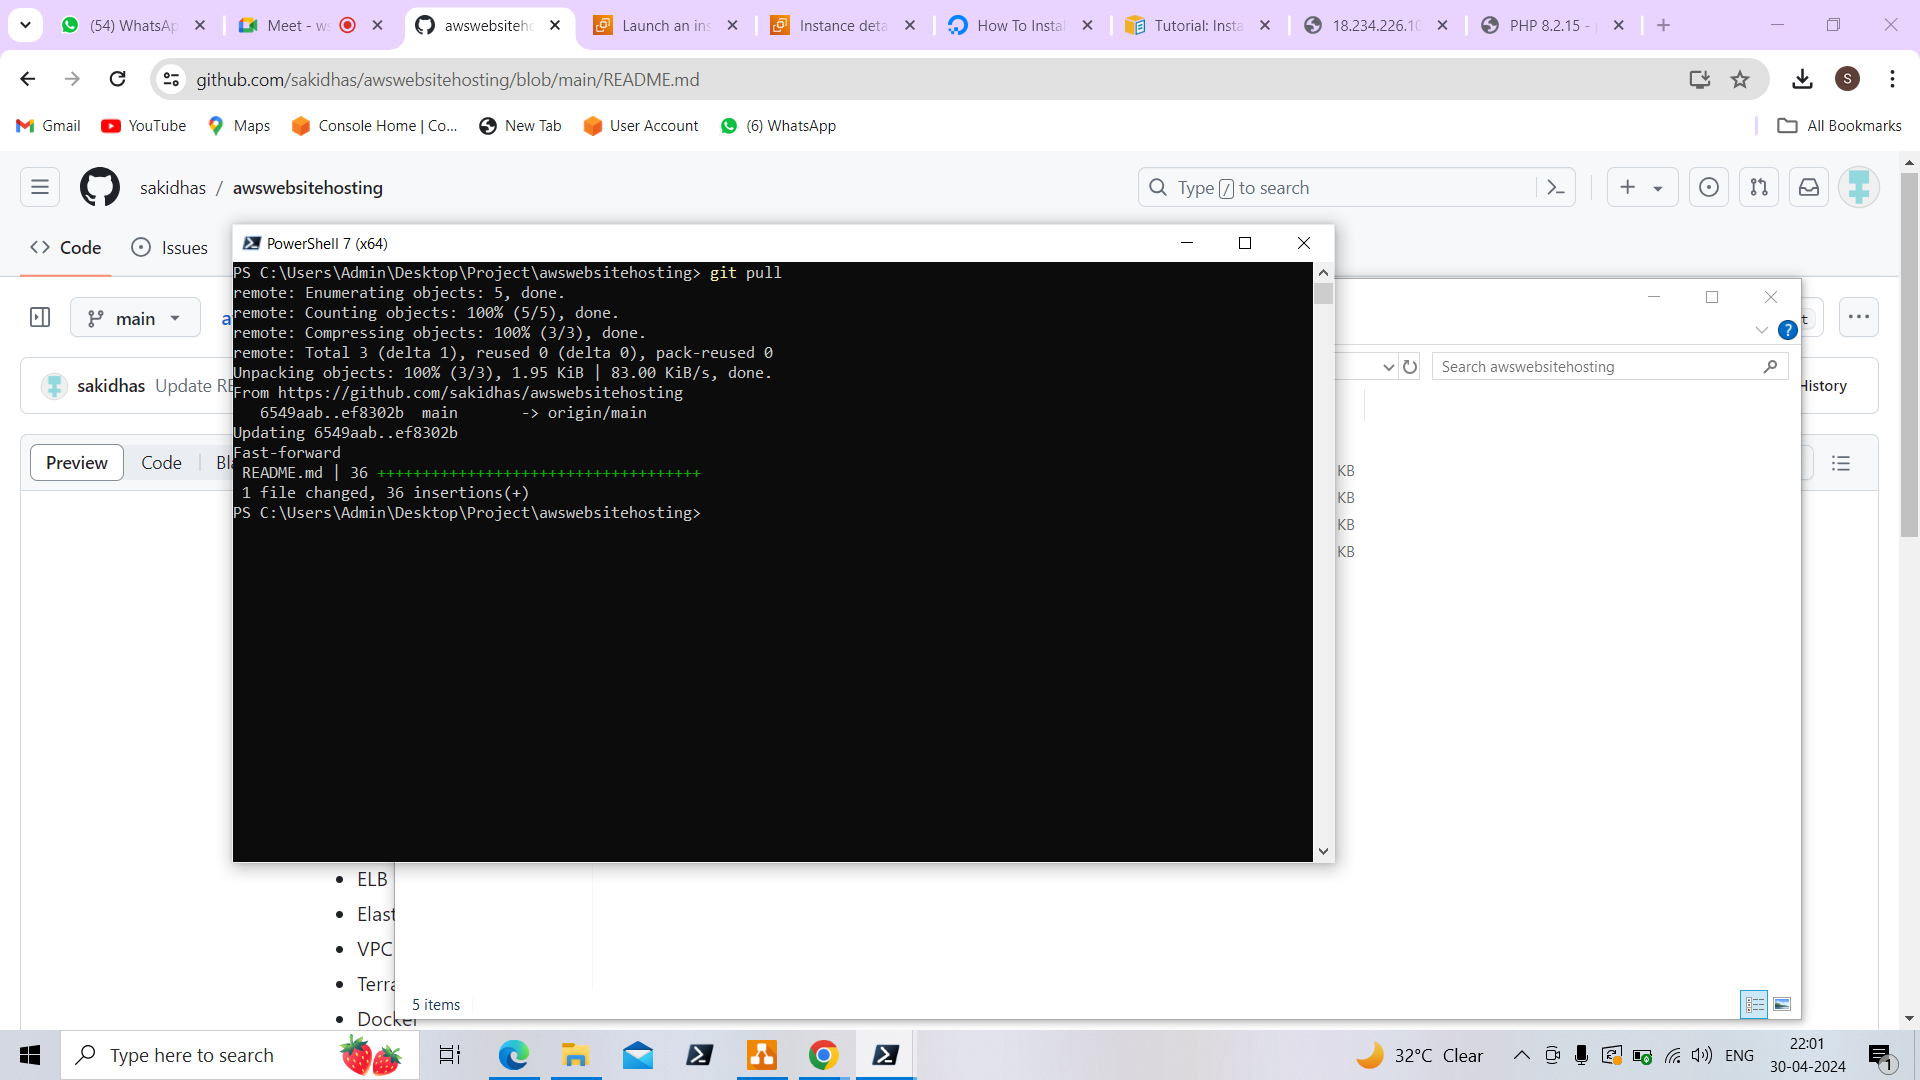 (54) WhatsAp
Meet - ws
awswebsiteho
Launch an ins
Instance deta
How To Instal
Tutorial: Insta
18.234.226.10
PHP 8.2.15 - p
github.com/sakidhas/awswebsitehosting/blob/main/README.md
S
Gmail
YouTube
Maps
Console Home | Co...
New Tab
User Account
(6) WhatsApp
All Bookmarks
sakidhas / awswebsitehosting
Type / to search
Code
Issues
PowerShell 7 (x64)
PS C:\Users\Admin\Desktop\Project\awswebsitehosting> git pull
remote: Enumerating objects: 5, done.
remote: Counting objects: 100% (5/5), done.
remote: Compressing objects: 100% (3/3), done.
remote: Total 3 (delta 1), reused 0 (delta 0), pack-reused 0
Unpacking objects: 100% (3/3), 1.95 KiB | 83.00 KiB/s, done.
From https://github.com/sakidhas/awswebsitehosting
6549aab..ef8302b main -> origin/main
Updating 6549aab..ef8302b
Fast-forward
README.md | 36 ++++++++++++++++++++++++++++++++++++
1 file changed, 36 insertions(+)
PS C:\Users\Admin\Desktop\Project\awswebsitehosting>
main
a
t
sakidhas Update RE
History
Preview
Code
Bla
Search awswebsitehosting
KB
KB
KB
KB
ELB
Elast
VPC
Terra
Docker
5 items
Type here to search
32°C Clear
ENG
22:01
30-04-2024
1